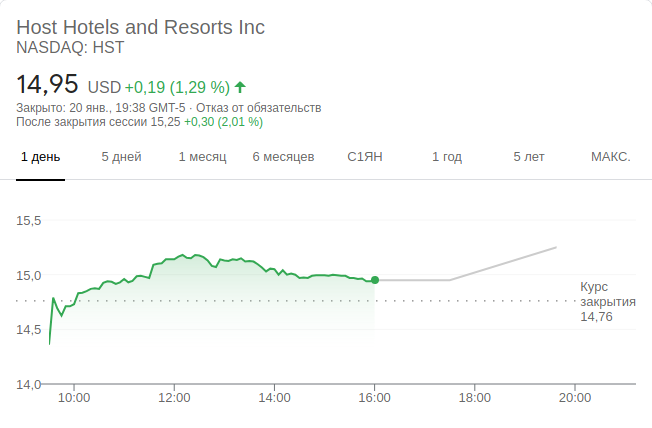 Host Hotels and Resorts Inc
NASDAQ: HST
14,95 USD +0,19 (1,29 %)
Закрыто: 20 янв., 19:38 GMT-5 · Отказ от обязательств
После закрытия сессии 15,25 +0,30 (2,01 %)
1 день 5 дней 1 месяц 6 месяцев С1ЯН 1 год 5 лет МАКС.
15,5
15,0
Курс
закрытия
14,76
14,5
14,0
10:00 12:00 14:00 16:00 18:00 20:00